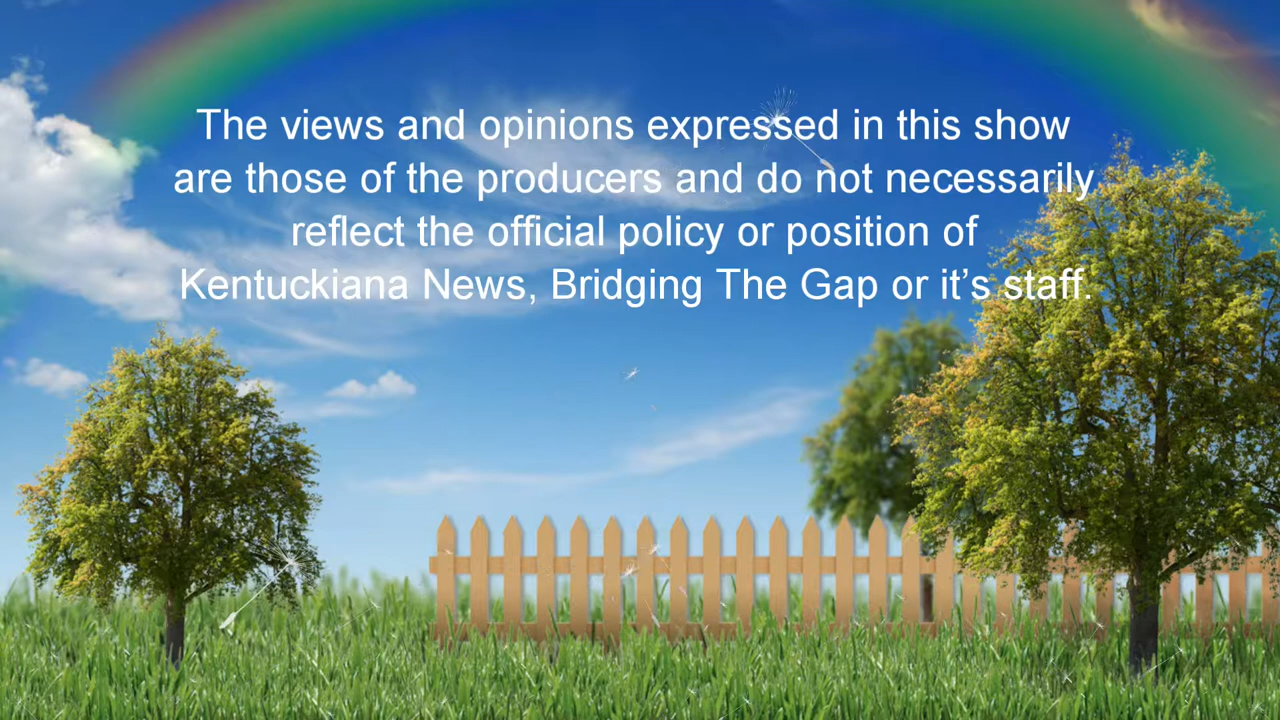 The views and opinions expressed in this show
are those of the producers and do not necessarily
reflect the official policy or position of
Kentuckiana News, Bridging The Gap or it’s staff.